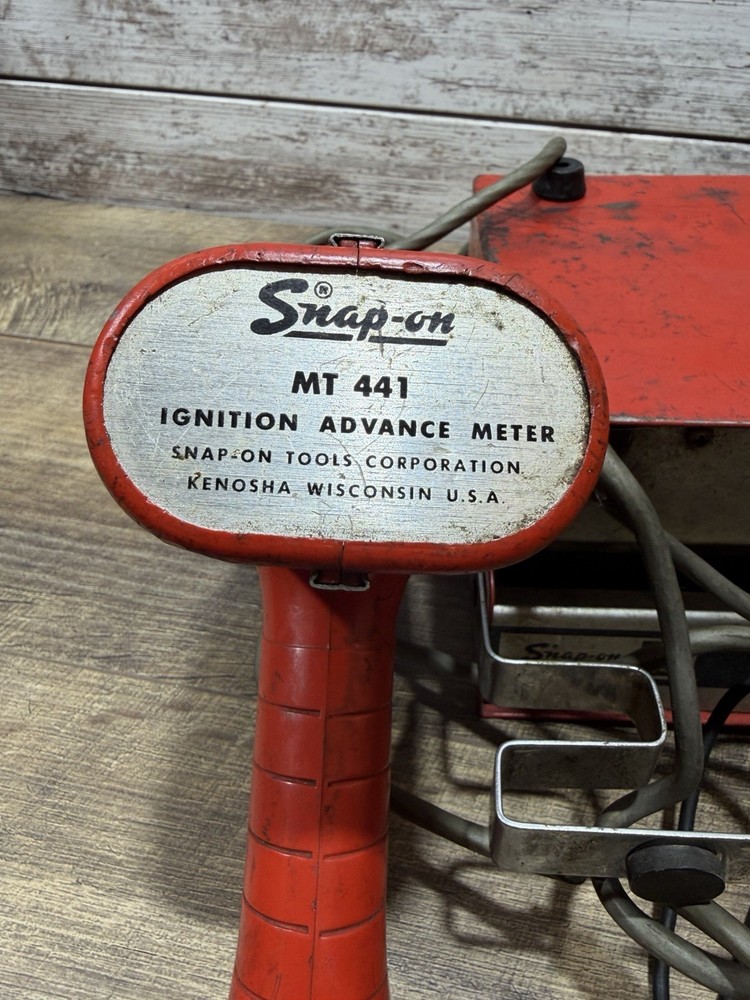 Snap-on ®
MT 441
IGNITION ADVANCE METER
SNAP-ON TOOLS CORPORATION
KENOSHA WISCONSIN U.S.A.
Snap-on